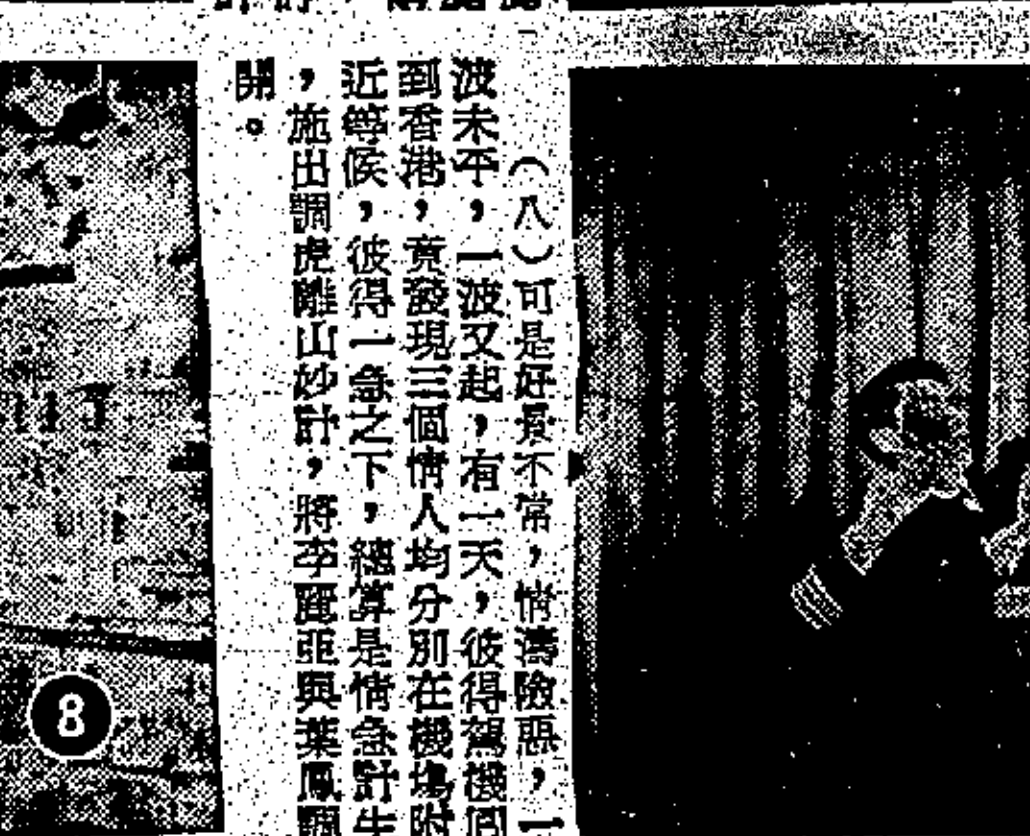 （八）可是好景不常，情濤險惡，一
波未平，一波又起，有一天，彼得駕機回
到香港，竟發現三個情人均分別在機場附
近等候，彼得一急之下，總算是情急計生
，施出調虎離山妙計，將李麗亞與葉鳳調
開。
8